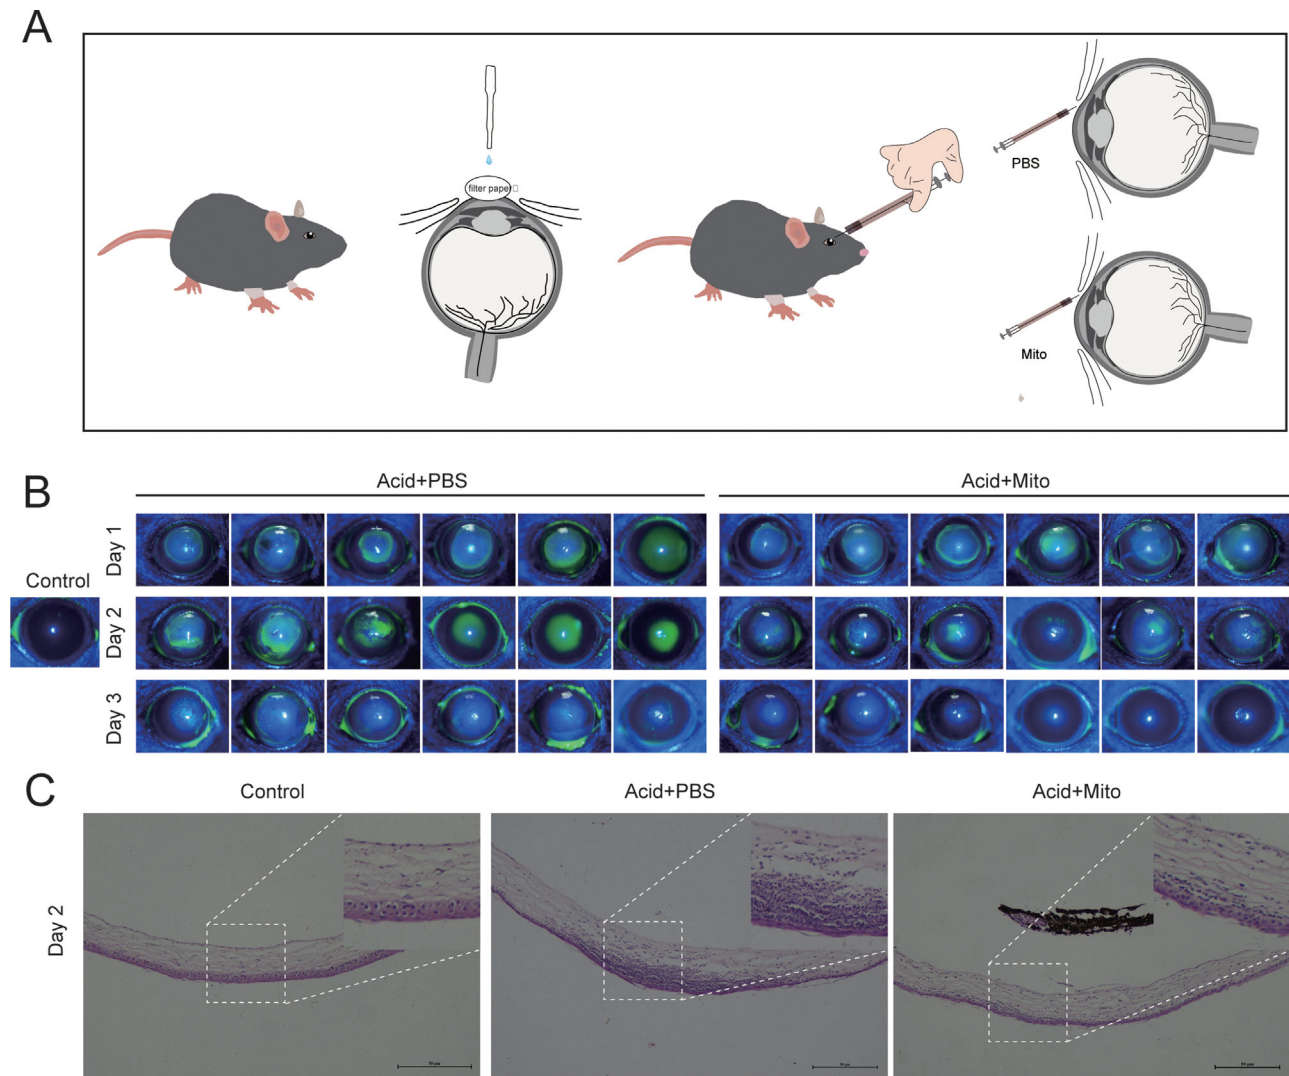 A
filter paper
PBS
Mito
B
Acid+PBS
Acid+Mito
Control
Day 1
Day 2
Day 3
C
Control
Acid+PBS
Acid+Mito
Day 2